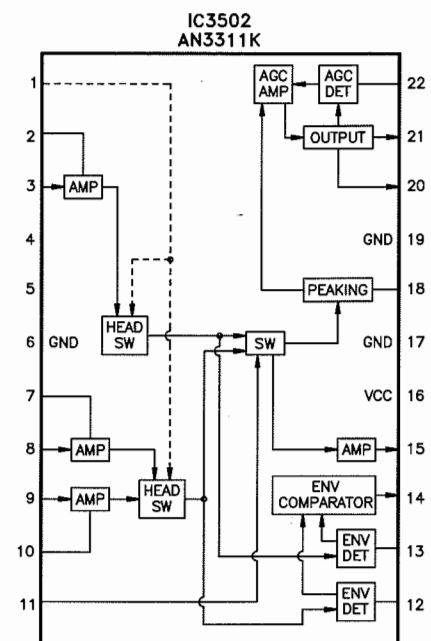 IC3502
AN3311K
1
AGC
AMP
AGC
DET
22
2
OUTPUT
21
3
AMP
20
4
GND
19
5
PEAKING
18
6
GND
HEAD
SW
SW
GND
17
7
VCC
16
8
AMP
AMP
15
9
AMP
HEAD
SW
ENV
COMPARATOR
14
10
ENV
DET
13
11
ENV
DET
12